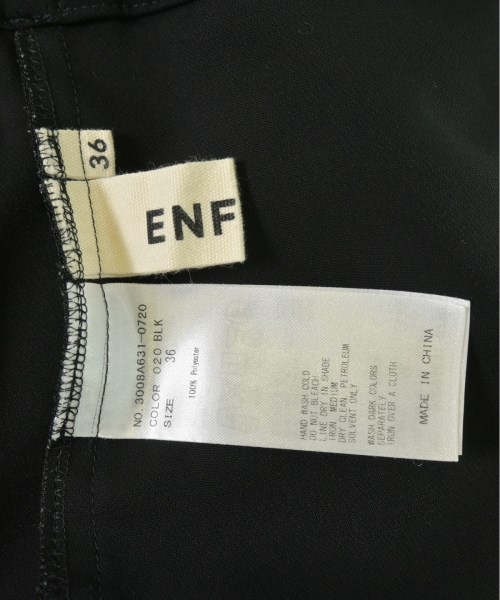 36
ENF
NO. 3008A631-0720
COLOR 020 BLK
SIZE 36
100% Polyester
HAND WASH COLD
DO NOT BLEACH
LINE DRY IN SHADE
IRON, MEDIUM
DRY CLEAN, PETROLEUM
SOLVENT ONLY
WASH DARK COLORS
SEPARATELY.
IRON OVER A CLOTH
MADE IN CHINA